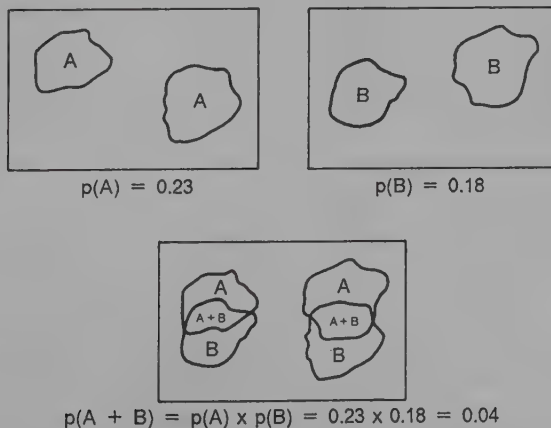 A
A
B
B
p(A) = 0.23
p(B) = 0.18
A
A
A + B
A + B
B
B
p(A + B) = p(A) x p(B) = 0.23 x 0.18 = 0.04